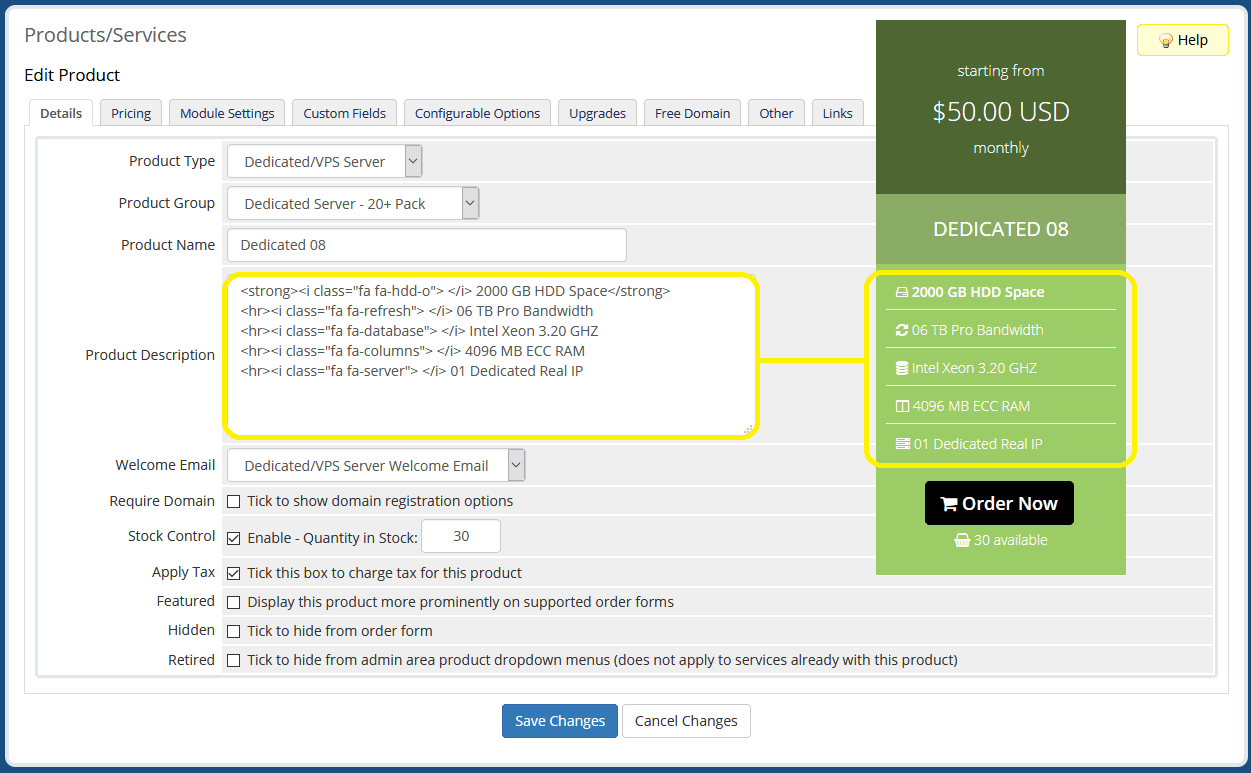 Products/Services
Help
Edit Product
Details
Pricing
Module Settings
Custom Fields
Configurable Options
Upgrades
Free Domain
Other
Links
Product Type
Dedicated/VPS Server
Product Group
Dedicated Server - 20+ Pack
Product Name
Dedicated 08
Product Description
<strong><i class="fa fa-hdd-o"> </i> 2000 GB HDD Space</strong>
<hr><i class="fa fa-refresh"> </i> 06 TB Pro Bandwidth
<hr><i class="fa fa-database"> </i> Intel Xeon 3.20 GHZ
<hr><i class="fa fa-columns"> </i> 4096 MB ECC RAM
<hr><i class="fa fa-server"> </i> 01 Dedicated Real IP
Welcome Email
Dedicated/VPS Server Welcome Email
Require Domain
Tick to show domain registration options
Stock Control
Enable - Quantity in Stock:
30
Apply Tax
Tick this box to charge tax for this product
Featured
Display this product more prominently on supported order forms
Hidden
Tick to hide from order form
Retired
Tick to hide from admin area product dropdown menus (does not apply to services already with this product)
Save Changes
Cancel Changes
starting from
$50.00 USD
monthly
DEDICATED 08
2000 GB HDD Space
06 TB Pro Bandwidth
Intel Xeon 3.20 GHZ
4096 MB ECC RAM
01 Dedicated Real IP
Order Now
30 available